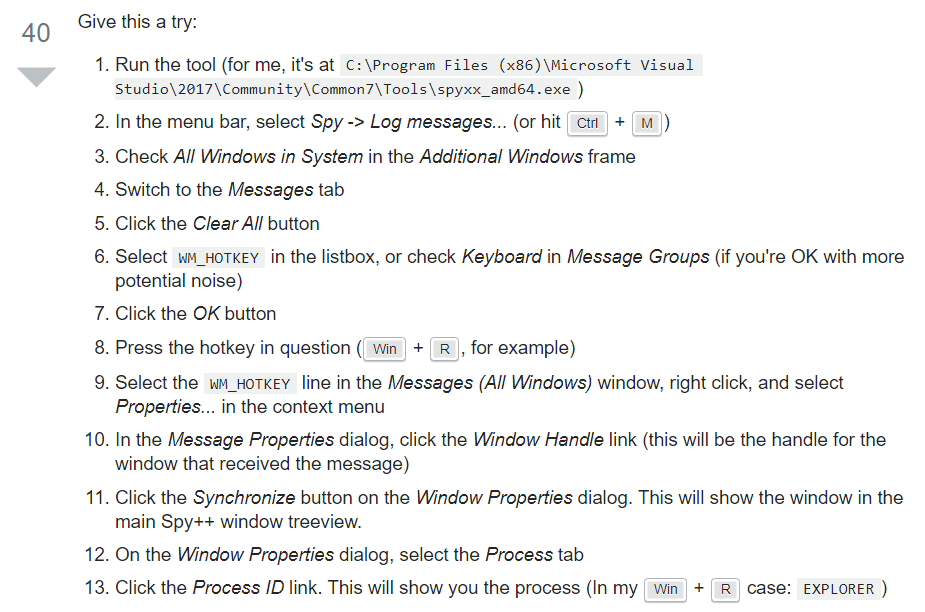 Give this a try:
40
1. Run the tool (for me, it's at C:\Program Files (x86)\Microsoft Visual
Studio\2017\Community\Common7\Tools\spyxx_amd64.exe )
2. In the menu bar, select Spy -> Log messages... (or hit Ctrl + M )
3. Check All Windows in System in the Additional Windows frame
4. Switch to the Messages tab
5. Click the Clear All button
6. Select WM_HOTKEY in the listbox, or check Keyboard in Message Groups (if you're OK with more
potential noise)
7. Click the OK button
8. Press the hotkey in question ( Win + R , for example)
9. Select the WM_HOTKEY line in the Messages (All Windows) window, right click, and select
Properties... in the context menu
10. In the Message Properties dialog, click the Window Handle link (this will be the handle for the
window that received the message)
11. Click the Synchronize button on the Window Properties dialog. This will show the window in the
main Spy++ window treeview.
12. On the Window Properties dialog, select the Process tab
13. Click the Process ID link. This will show you the process (In my Win + R case: EXPLORER )